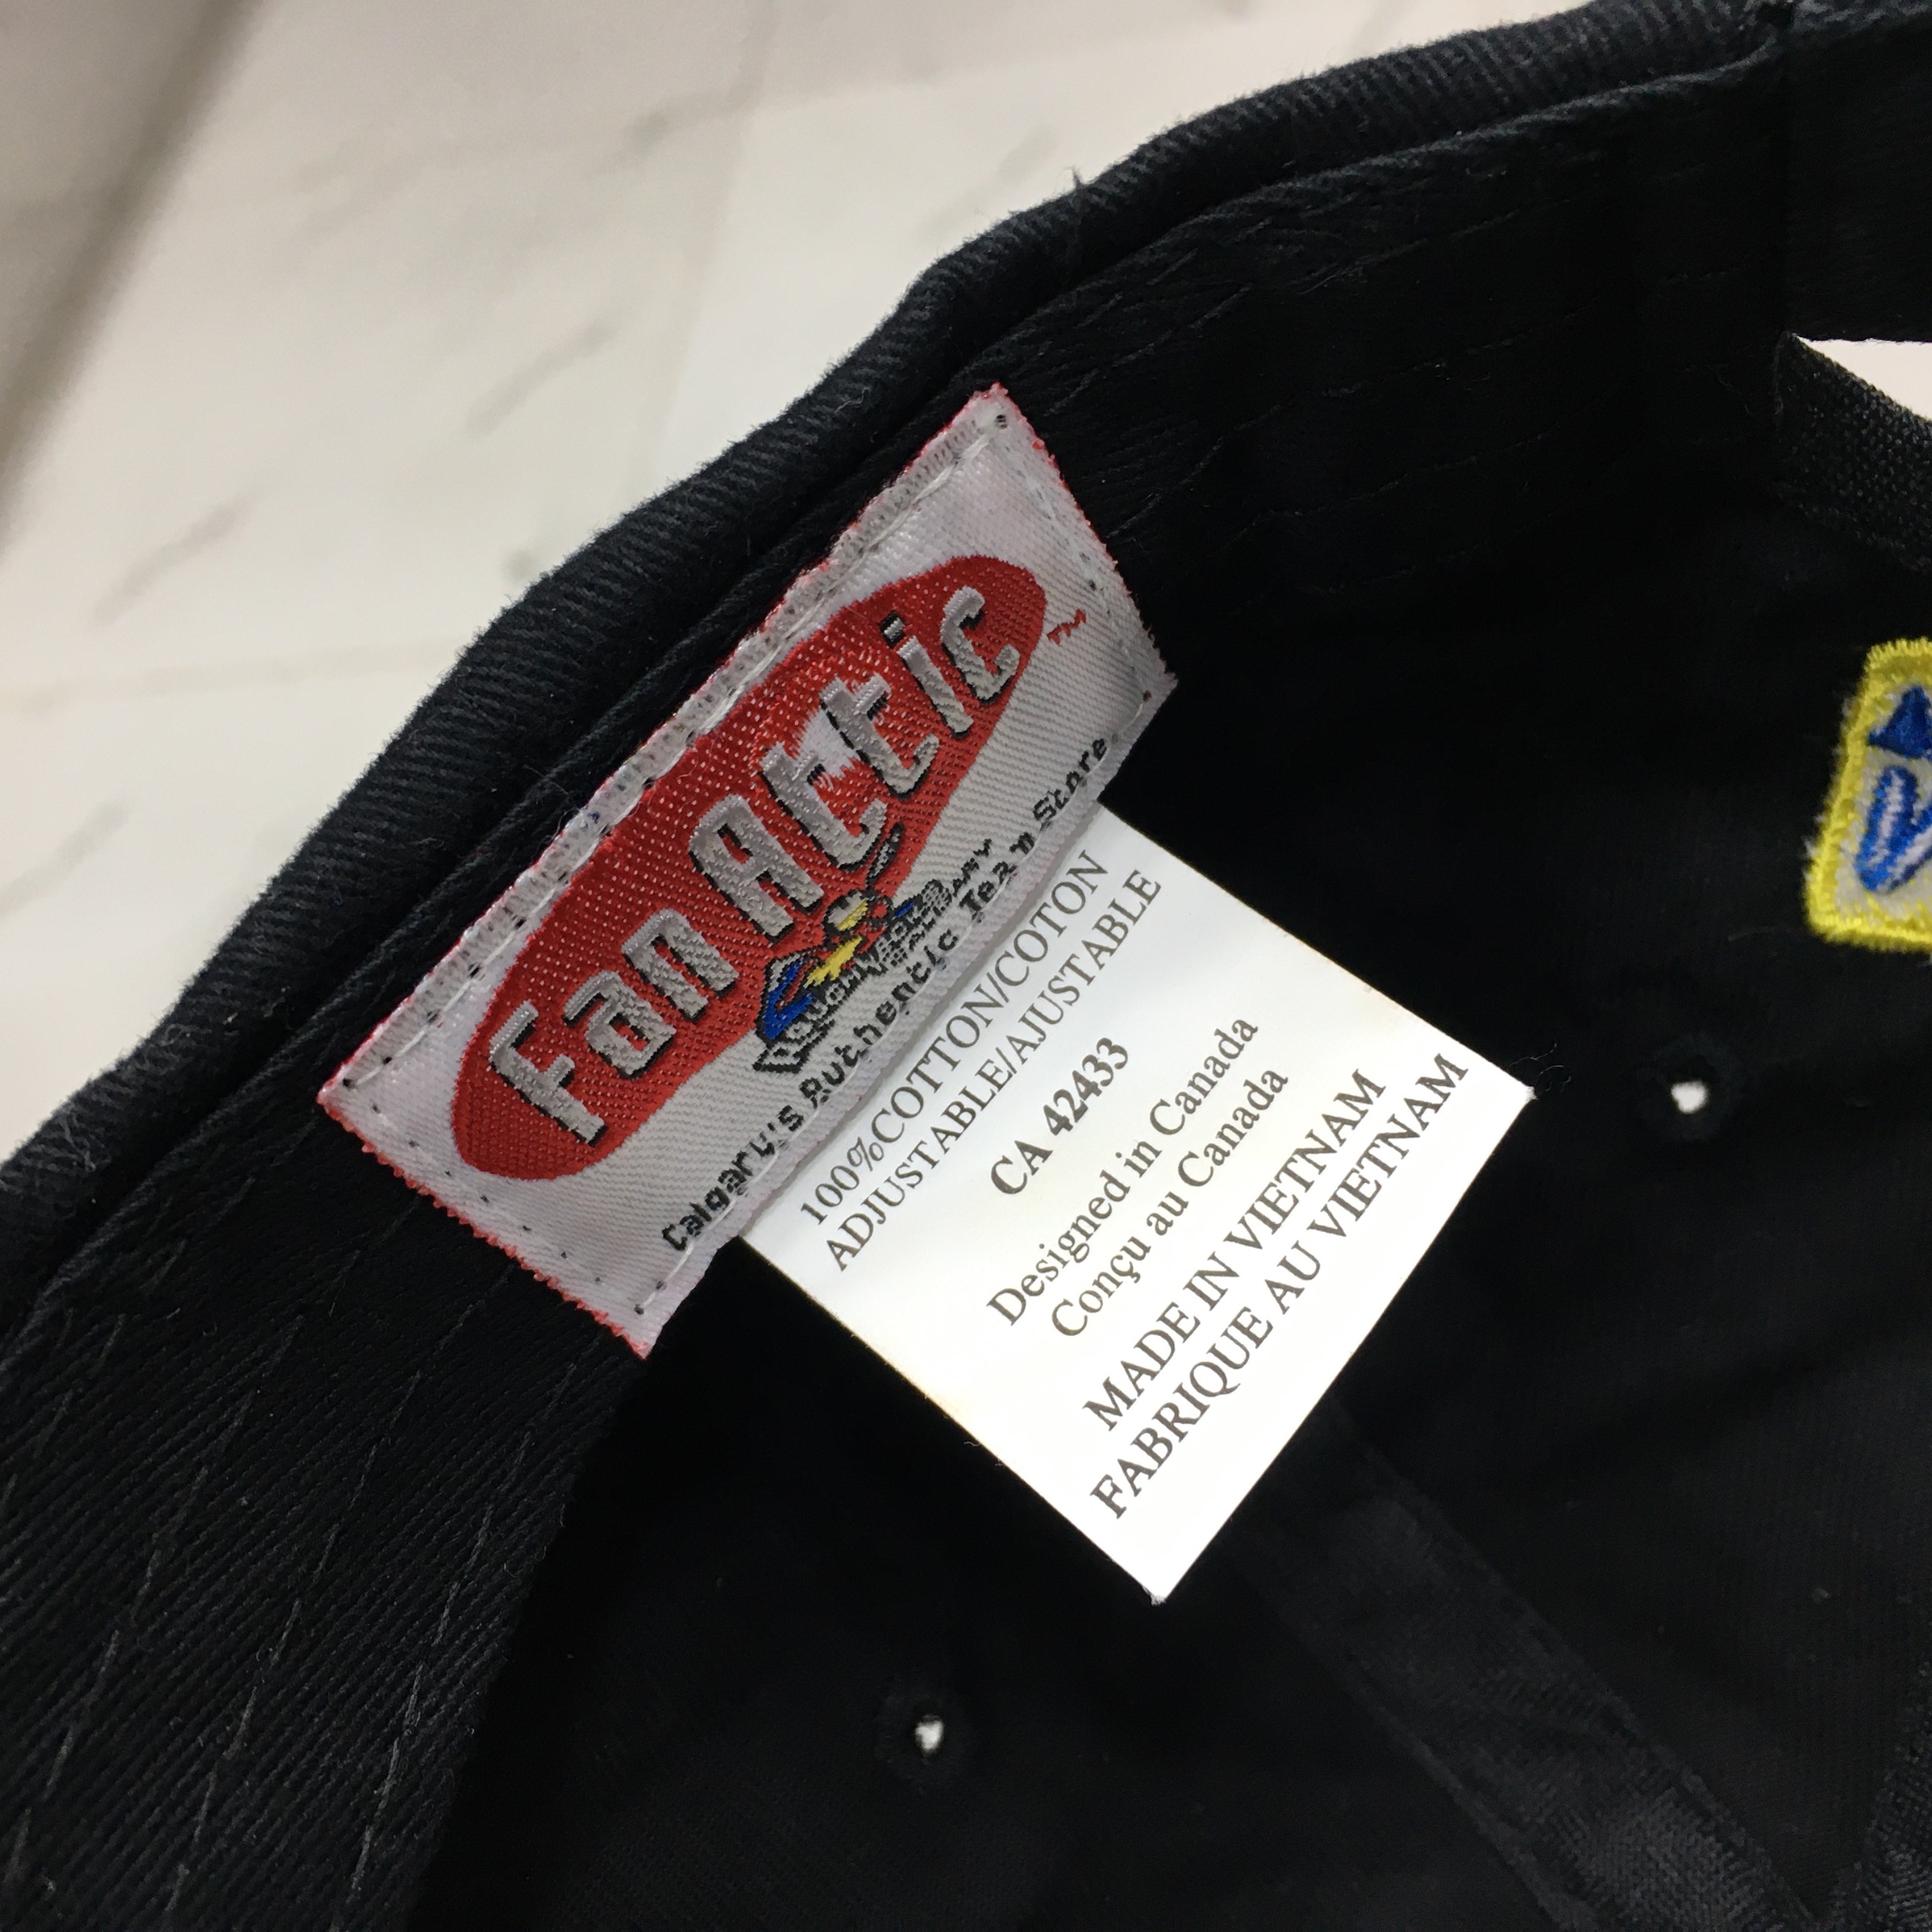 Fan Attic
™
Calgary's Authentic Team Store
100%COTTON/COTON
ADJUSTABLE/AJUSTABLE
CA 42433
Designed in Canada
Conçu au Canada
MADE IN VIETNAM
FABRIQUE AU VIETNAM